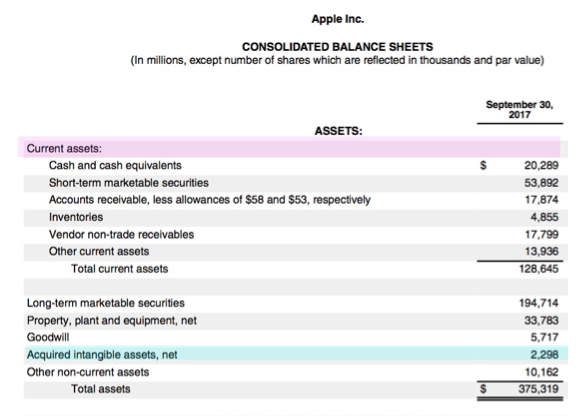 Apple Inc.
CONSOLIDATED BALANCE SHEETS
(In millions, except number of shares which are reflected in thousands and par value)
September 30,
2017
ASSETS:
Current assets:
Cash and cash equivalents $ 20,289
Short-term marketable securities 53,892
Accounts receivable, less allowances of $58 and $53, respectively 17,874
Inventories 4,855
Vendor non-trade receivables 17,799
Other current assets 13,936
Total current assets 128,645
Long-term marketable securities 194,714
Property, plant and equipment, net 33,783
Goodwill 5,717
Acquired intangible assets, net 2,298
Other non-current assets 10,162
Total assets $ 375,319